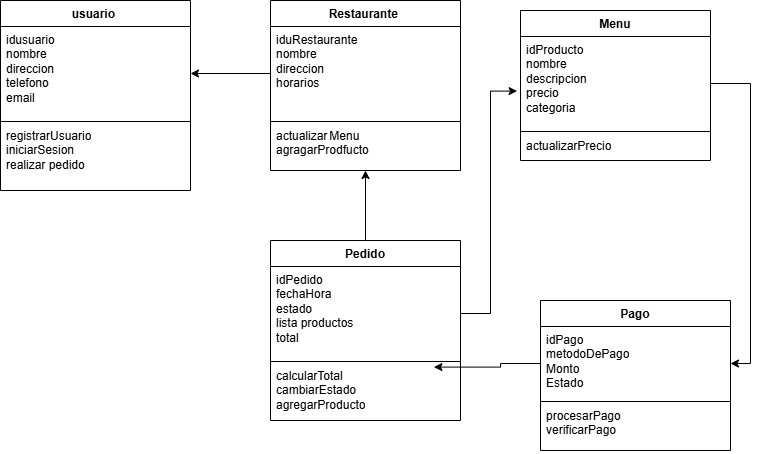 usuario
idusuario
nombre
direccion
telefono
email
registrarUsuario
iniciarSesion
realizar pedido
Restaurante
iduRestaurante
nombre
direccion
horarios
actualizar Menu
agragarProdfucto
Menu
idProducto
nombre
descripcion
precio
categoria
actualizarPrecio
Pedido
idPedido
fechaHora
estado
lista productos
total
calcularTotal
cambiarEstado
agregarProducto
Pago
idPago
metodoDePago
Monto
Estado
procesarPago
verificarPago